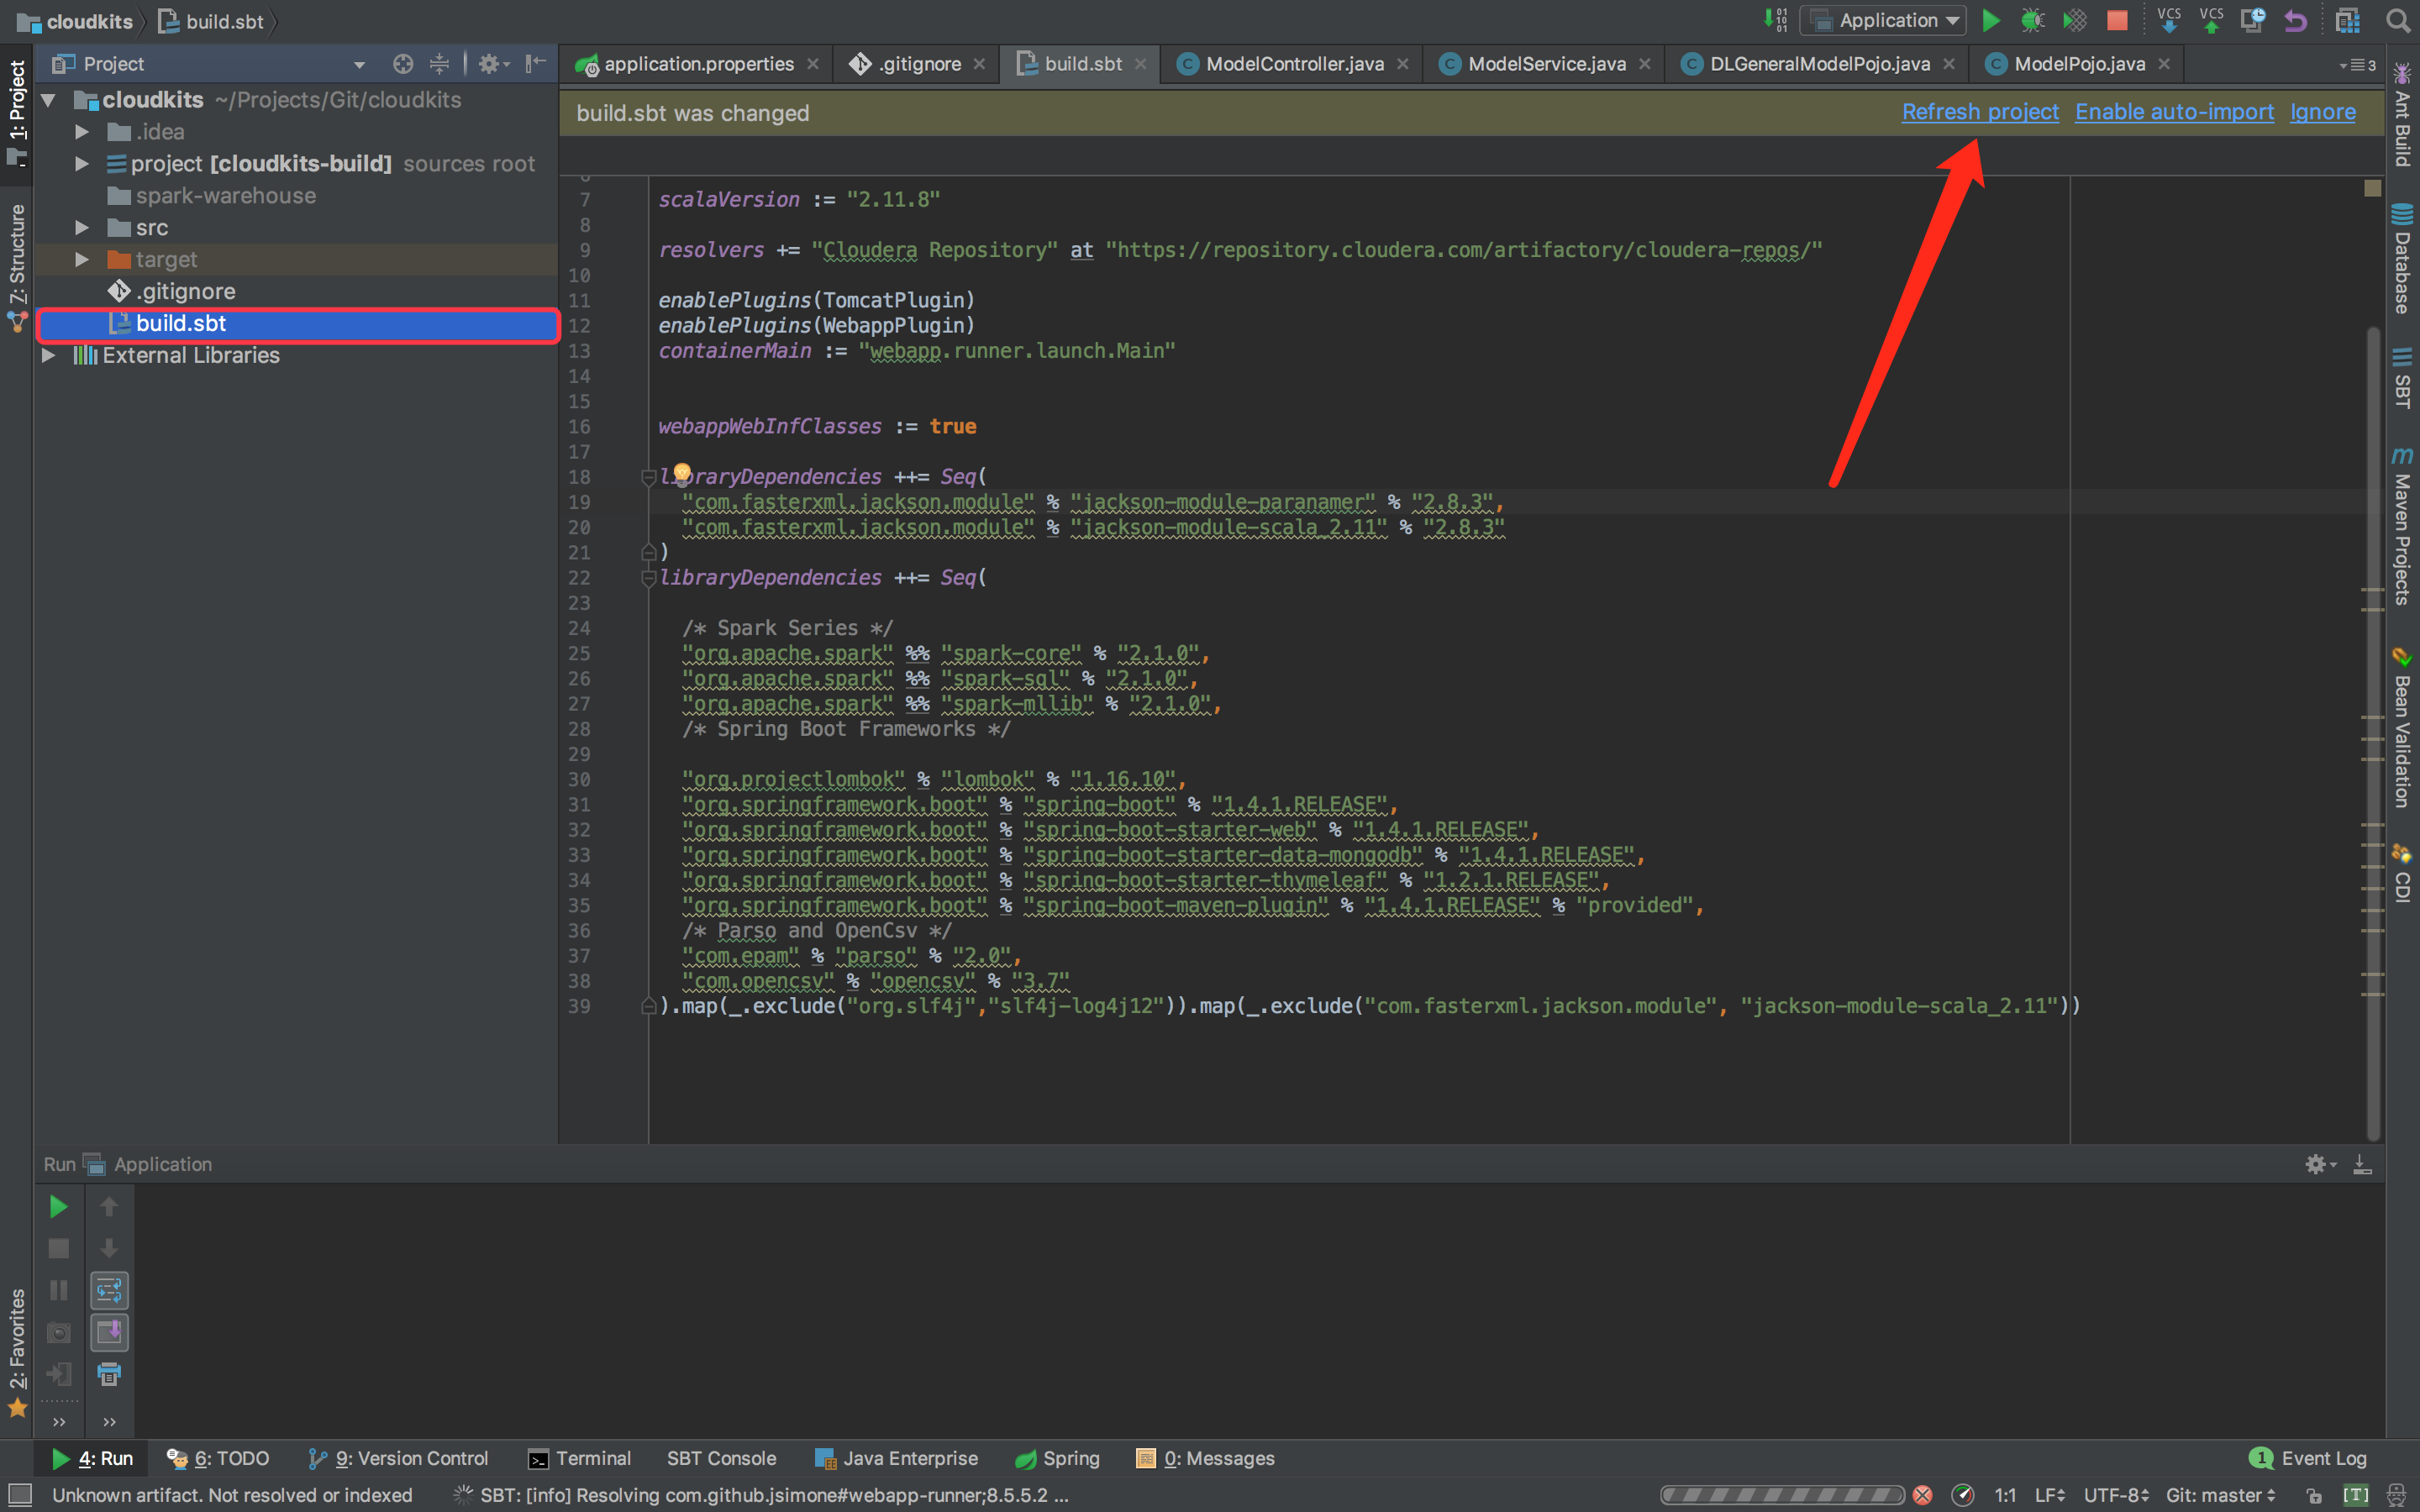 cloudkits build.sbt
Application
VCS VCS
Project
application.properties
.gitignore
build.sbt
ModelController.java
ModelService.java
DLGeneralModelPojo.java
ModelPojo.java
3
1: Project
7: Structure
2: Favorites
cloudkits ~/Projects/Git/cloudkits
.idea
project [cloudkits-build] sources root
spark-warehouse
src
target
.gitignore
build.sbt
External Libraries
build.sbt was changed
Refresh project Enable auto-import Ignore
6
7 scalaVersion := "2.11.8"
8
9 resolvers += "Cloudera Repository" at "https://repository.cloudera.com/artifactory/cloudera-repos/"
10
11 enablePlugins(TomcatPlugin)
12 enablePlugins(WebappPlugin)
13 containerMain := "webapp.runner.launch.Main"
14
15
16 webappWebInfClasses := true
17
18 libraryDependencies ++= Seq(
19 "com.fasterxml.jackson.module" % "jackson-module-paranamer" % "2.8.3",
20 "com.fasterxml.jackson.module" % "jackson-module-scala_2.11" % "2.8.3"
21 )
22 libraryDependencies ++= Seq(
23
24 /* Spark Series */
25 "org.apache.spark" %% "spark-core" % "2.1.0",
26 "org.apache.spark" %% "spark-sql" % "2.1.0",
27 "org.apache.spark" %% "spark-mllib" % "2.1.0",
28 /* Spring Boot Frameworks */
29
30 "org.projectlombok" % "lombok" % "1.16.10",
31 "org.springframework.boot" % "spring-boot" % "1.4.1.RELEASE",
32 "org.springframework.boot" % "spring-boot-starter-web" % "1.4.1.RELEASE",
33 "org.springframework.boot" % "spring-boot-starter-data-mongodb" % "1.4.1.RELEASE",
34 "org.springframework.boot" % "spring-boot-starter-thymeleaf" % "1.2.1.RELEASE",
35 "org.springframework.boot" % "spring-boot-maven-plugin" % "1.4.1.RELEASE" % "provided",
36 /* Parso and OpenCsv */
37 "com.epam" % "parso" % "2.0",
38 "com.opencsv" % "opencsv" % "3.7"
39 ).map(_.exclude("org.slf4j","slf4j-log4j12")).map(_.exclude("com.fasterxml.jackson.module", "jackson-module-scala_2.11"))
Ant Build
Database
SBT
Maven Projects
Bean Validation
CDI
Run Application
4: Run 6: TODO 9: Version Control Terminal SBT Console Java Enterprise Spring 0: Messages 1 Event Log
Unknown artifact. Not resolved or indexed SBT: [info] Resolving com.github.jsimone#webapp-runner;8.5.5.2 ... 1:1 LF UTF-8 Git: master [T]